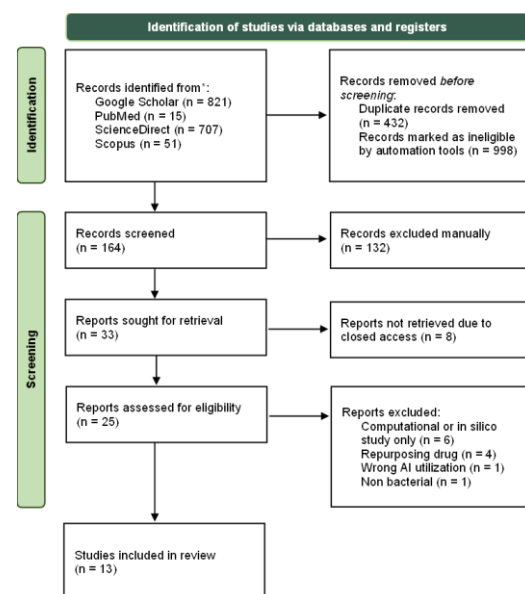 Identification of studies via databases and registers
Identification
Records identified from*:
Google Scholar (n = 821)
PubMed (n = 15)
ScienceDirect (n = 707)
Scopus (n = 51)
Records removed before
screening:
Duplicate records removed
(n = 432)
Records marked as ineligible
by automation tools (n = 998)
Screening
Records screened
(n = 164)
Records excluded manually
(n = 132)
Reports sought for retrieval
(n = 33)
Reports not retrieved due to
closed access (n = 8)
Reports assessed for eligibility
(n = 25)
Reports excluded:
Computational or in silico
study only (n = 6)
Repurposing drug (n = 4)
Wrong AI utilization (n = 1)
Non bacterial (n = 1)
Studies included in review
(n = 13)